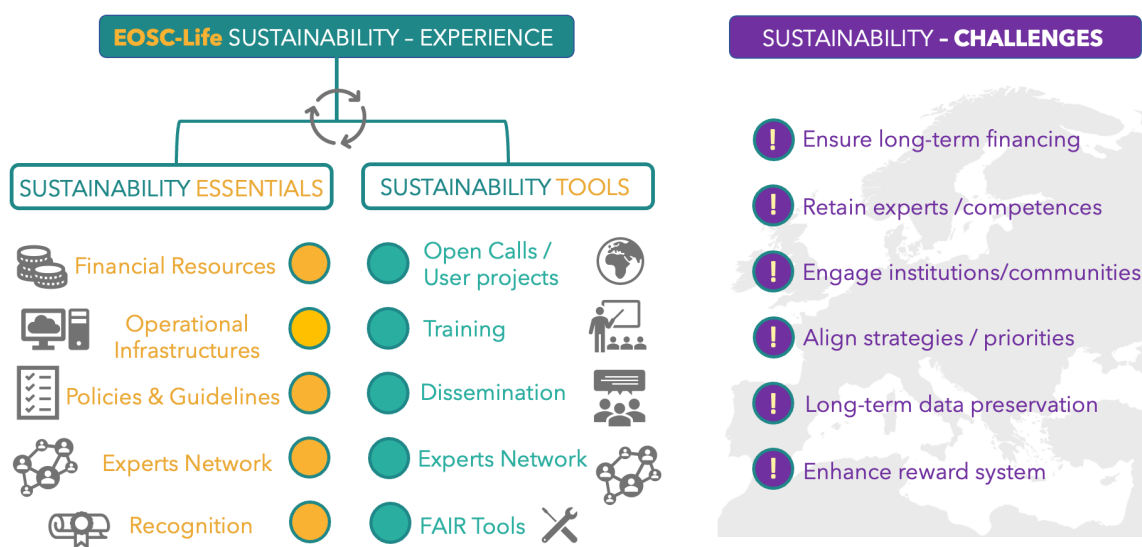 EOSC-Life SUSTAINABILITY – EXPERIENCE
SUSTAINABILITY ESSENTIALS
Financial Resources
Operational
Infrastructures
Policies & Guidelines
Experts Network
Recognition
SUSTAINABILITY TOOLS
Open Calls /
User projects
Training
Dissemination
Experts Network
FAIR Tools
SUSTAINABILITY – CHALLENGES
! Ensure long-term financing
! Retain experts /competences
! Engage institutions/communities
! Align strategies / priorities
! Long-term data preservation
! Enhance reward system